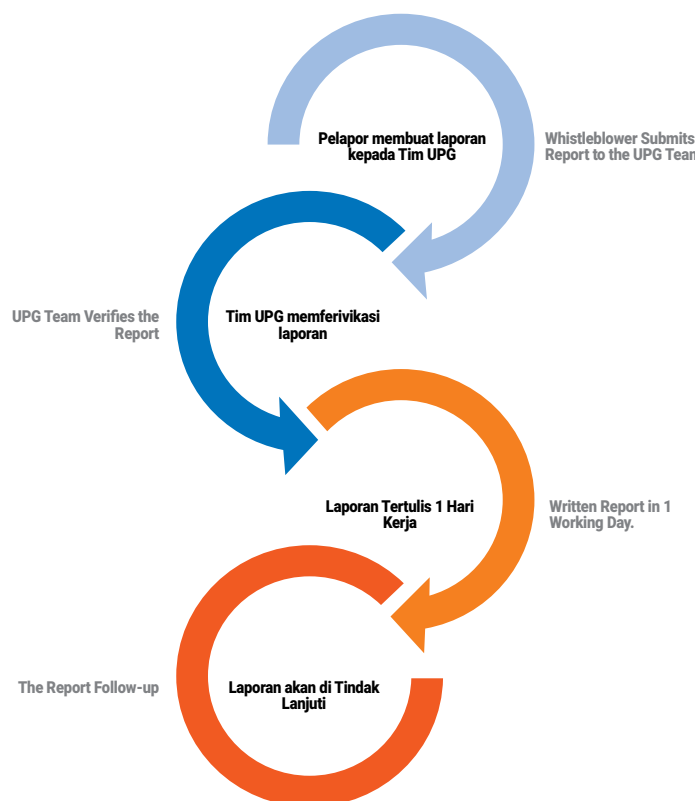 Pelapor membuat laporan
kepada Tim UPG
Whistleblower Submits
Report to the UPG Team
UPG Team Verifies the
Report
Tim UPG memferivikasi
laporan
Laporan Tertulis 1 Hari
Kerja
Written Report in 1
Working Day.
The Report Follow-up
Laporan akan di Tindak
Lanjuti